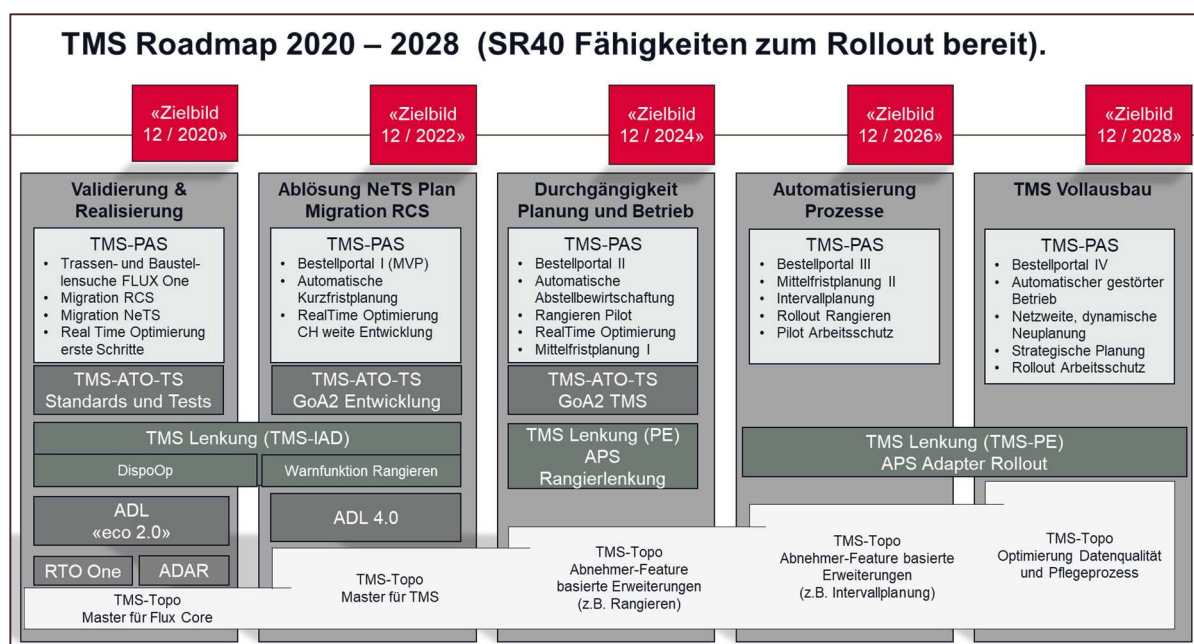 TMS Roadmap 2020 – 2028 (SR40 Fähigkeiten zum Rollout bereit).
«Zielbild
12 / 2020»
«Zielbild
12 / 2022»
«Zielbild
12 / 2024»
«Zielbild
12 / 2026»
«Zielbild
12 / 2028»
Validierung &
Realisierung
TMS-PAS
• Trassen- und Baustel-
lensuche FLUX One
• Migration RCS
• Migration NeTS
• Real Time Optimierung
erste Schritte
TMS-ATO-TS
Standards und Tests
Ablösung NeTS Plan
Migration RCS
TMS-PAS
• Bestellportal I (MVP)
• Automatische
Kurzfristplanung
• RealTime Optimierung
CH weite Entwicklung
TMS-ATO-TS
GoA2 Entwicklung
TMS Lenkung (TMS-IAD)
DispoOp
Warnfunktion Rangieren
ADL
«eco 2.0»
ADL 4.0
RTO One
ADAR
TMS-Topo
Master für Flux Core
TMS-Topo
Master für TMS
Durchgängigkeit
Planung und Betrieb
TMS-PAS
• Bestellportal II
• Automatische
Abstellbewirtschaftung
• Rangieren Pilot
• RealTime Optimierung
• Mittelfristplanung I
TMS-ATO-TS
GoA2 TMS
TMS Lenkung (PE)
APS
Rangierlenkung
TMS-Topo
Abnehmer-Feature
basierte Erweiterungen
(z.B. Rangieren)
Automatisierung
Prozesse
TMS-PAS
• Bestellportal III
• Mittelfristplanung II
• Intervallplanung
• Rollout Rangieren
• Pilot Arbeitsschutz
TMS Vollausbau
TMS-PAS
• Bestellportal IV
• Automatischer gestörter
Betrieb
• Netzweite, dynamische
Neuplanung
• Strategische Planung
• Rollout Arbeitsschutz
TMS Lenkung (TMS-PE)
APS Adapter Rollout
TMS-Topo
Abnehmer-Feature basierte
Erweiterungen
(z.B. Intervallplanung)
TMS-Topo
Optimierung Datenqualität
und Pflegeprozess